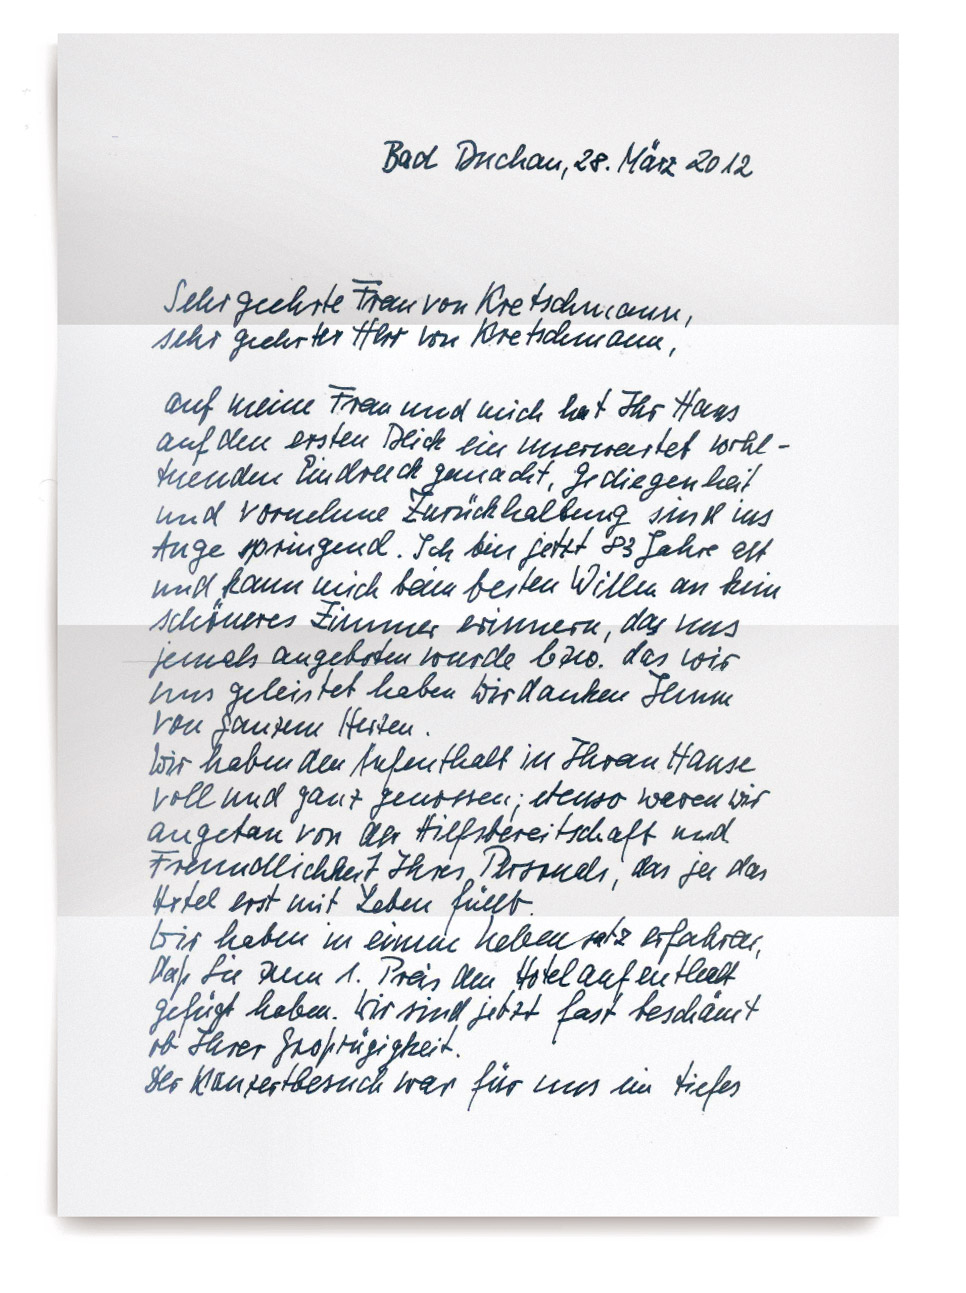 Bad Buchau, 28. März 2012
Sehr geehrte Frau von Kretschmann,
sehr geehrter Herr von Kretschmann,
auf meine Frau und mich hat Ihr Haus
auf den ersten Blick ein unerwartet wohl-
tuenden Eindruck gemacht, Gediegenheit
und vornehme Zurückhaltung sind ins
Auge springend. Ich bin jetzt 83 Jahre alt
und kann mich beim besten Willen an kein
schöneres Zimmer erinnern, das uns
jemals angeboten wurde bzw. das wir
uns geleistet haben Wir danken Ihnen
von ganzem Herzen.
Wir haben den Aufenthalt in Ihrem Hause
voll und ganz genossen; ebenso waren wir
angetan von der Hilfsbereitschaft und
Freundlichkeit Ihres Personals, das ja das
Hotel erst mit Leben füllt.
Wir haben in einem Nebensatz erfahren,
daß Sie zum 1. Preis den Hotelaufenthalt
gefügt haben. Wir sind jetzt fast beschämt
ob Ihrer Großzügigkeit.
Der Konzertbesuch war für uns ein tiefes